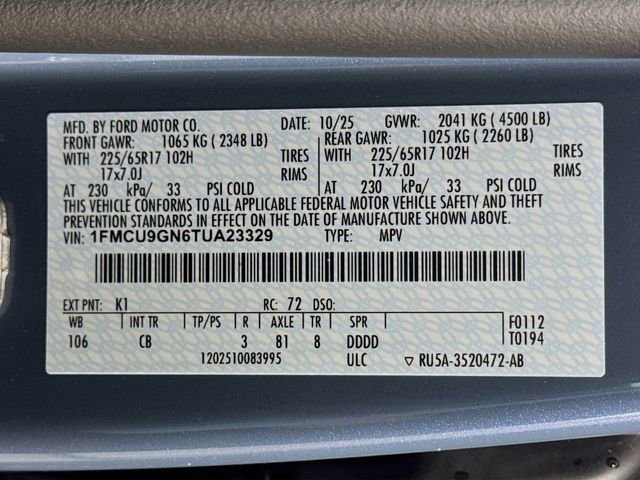 MFD. BY FORD MOTOR CO. DATE: 10/25 GVWR: 2041 KG ( 4500 LB)
FRONT GAWR: 1065 KG ( 2348 LB) REAR GAWR: 1025 KG ( 2260 LB)
WITH 225/65R17 102H TIRES WITH 225/65R17 102H TIRES
17x7.0J RIMS 17x7.0J RIMS
AT 230 kPa/ 33 PSI COLD AT 230 kPa/ 33 PSI COLD
THIS VEHICLE CONFORMS TO ALL APPLICABLE FEDERAL MOTOR VEHICLE SAFETY AND THEFT
PREVENTION STANDARDS IN EFFECT ON THE DATE OF MANUFACTURE SHOWN ABOVE.
VIN: 1FMCU9GN6TUA23329 TYPE: MPV
EXT PNT: K1 RC: 72 DSO:
WB INT TR TP/PS R AXLE TR SPR F0112
106 CB 3 81 8 DDDD T0194
1202510083995 ULC ▽ RU5A-3520472-AB